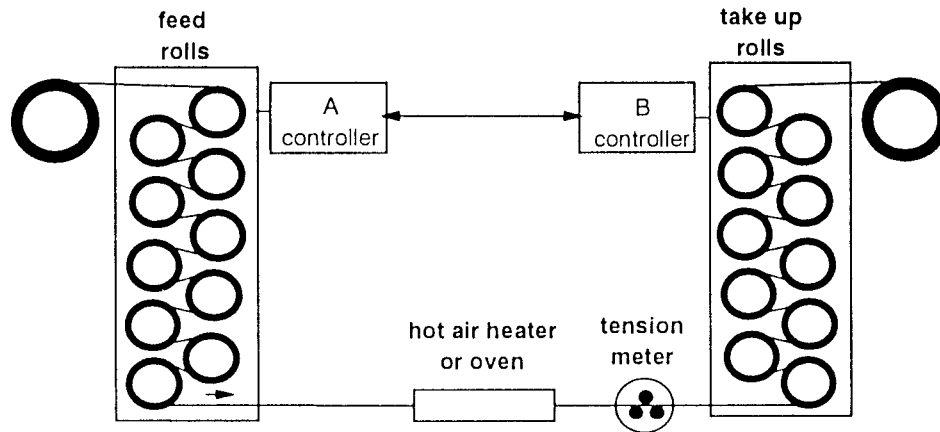 feed
rolls
take up
rolls
A
controller
B
controller
hot air heater
or oven
tension
meter